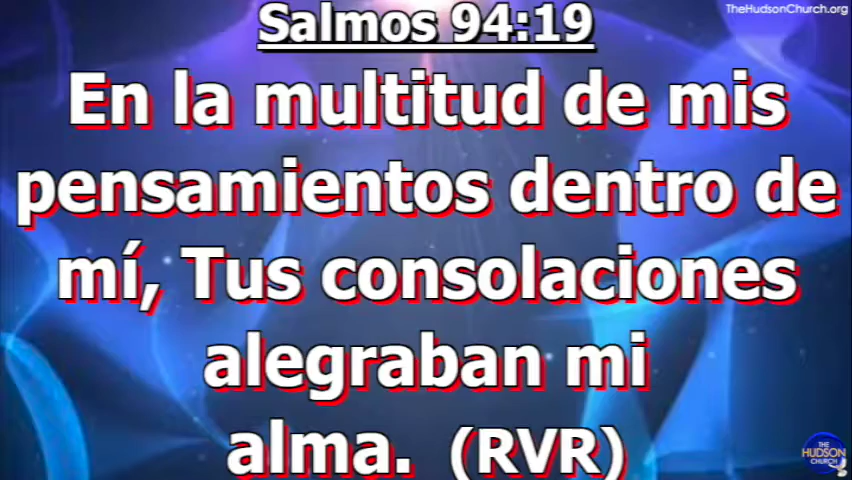 TheHudsonChurch.org
Salmos 94:19
En la multitud de mis
pensamientos dentro de
mí, Tus consolaciones
alegraban mi
alma. (RVR)
THE
HUDSON
CHURCH